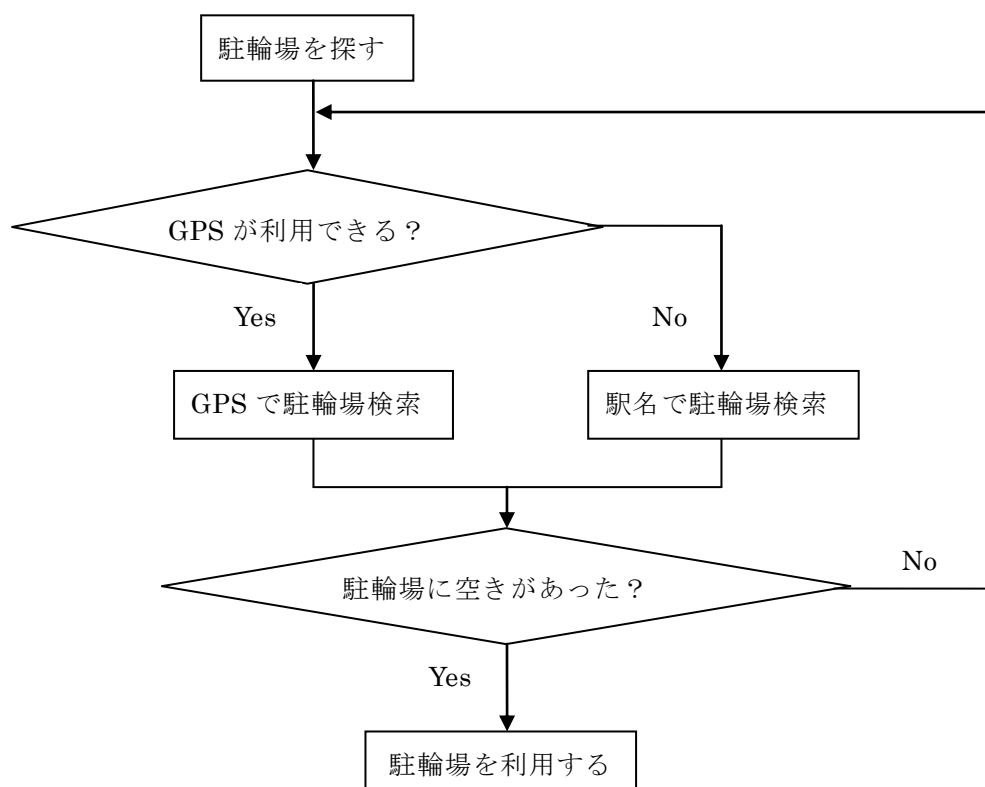 駐輪場を探す
GPS が利用できる？
Yes
No
GPS で駐輪場検索
駅名で駐輪場検索
駐輪場に空きがあった？
No
Yes
駐輪場を利用する